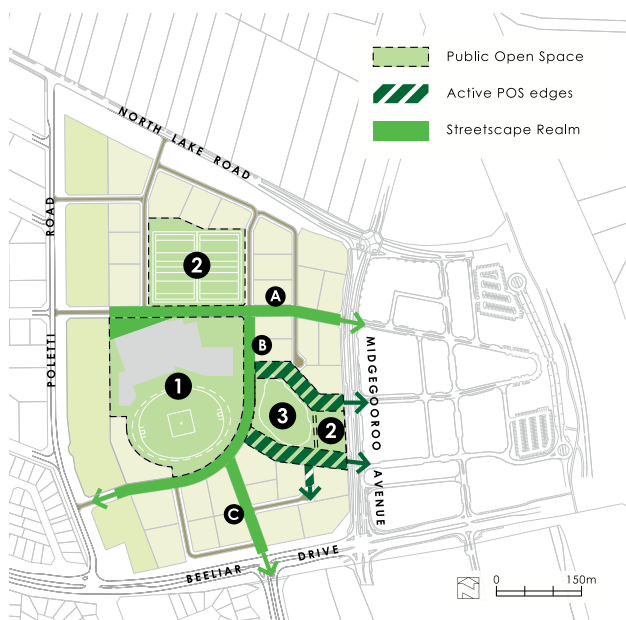 Public Open Space
Active POS edges
Streetscape Realm
NORTH LAKE ROAD
POLETTI ROAD
2
A
B
1
3
2
C
MIDGEGOOROO AVENUE
BEELIAR DRIVE
0 150m
N